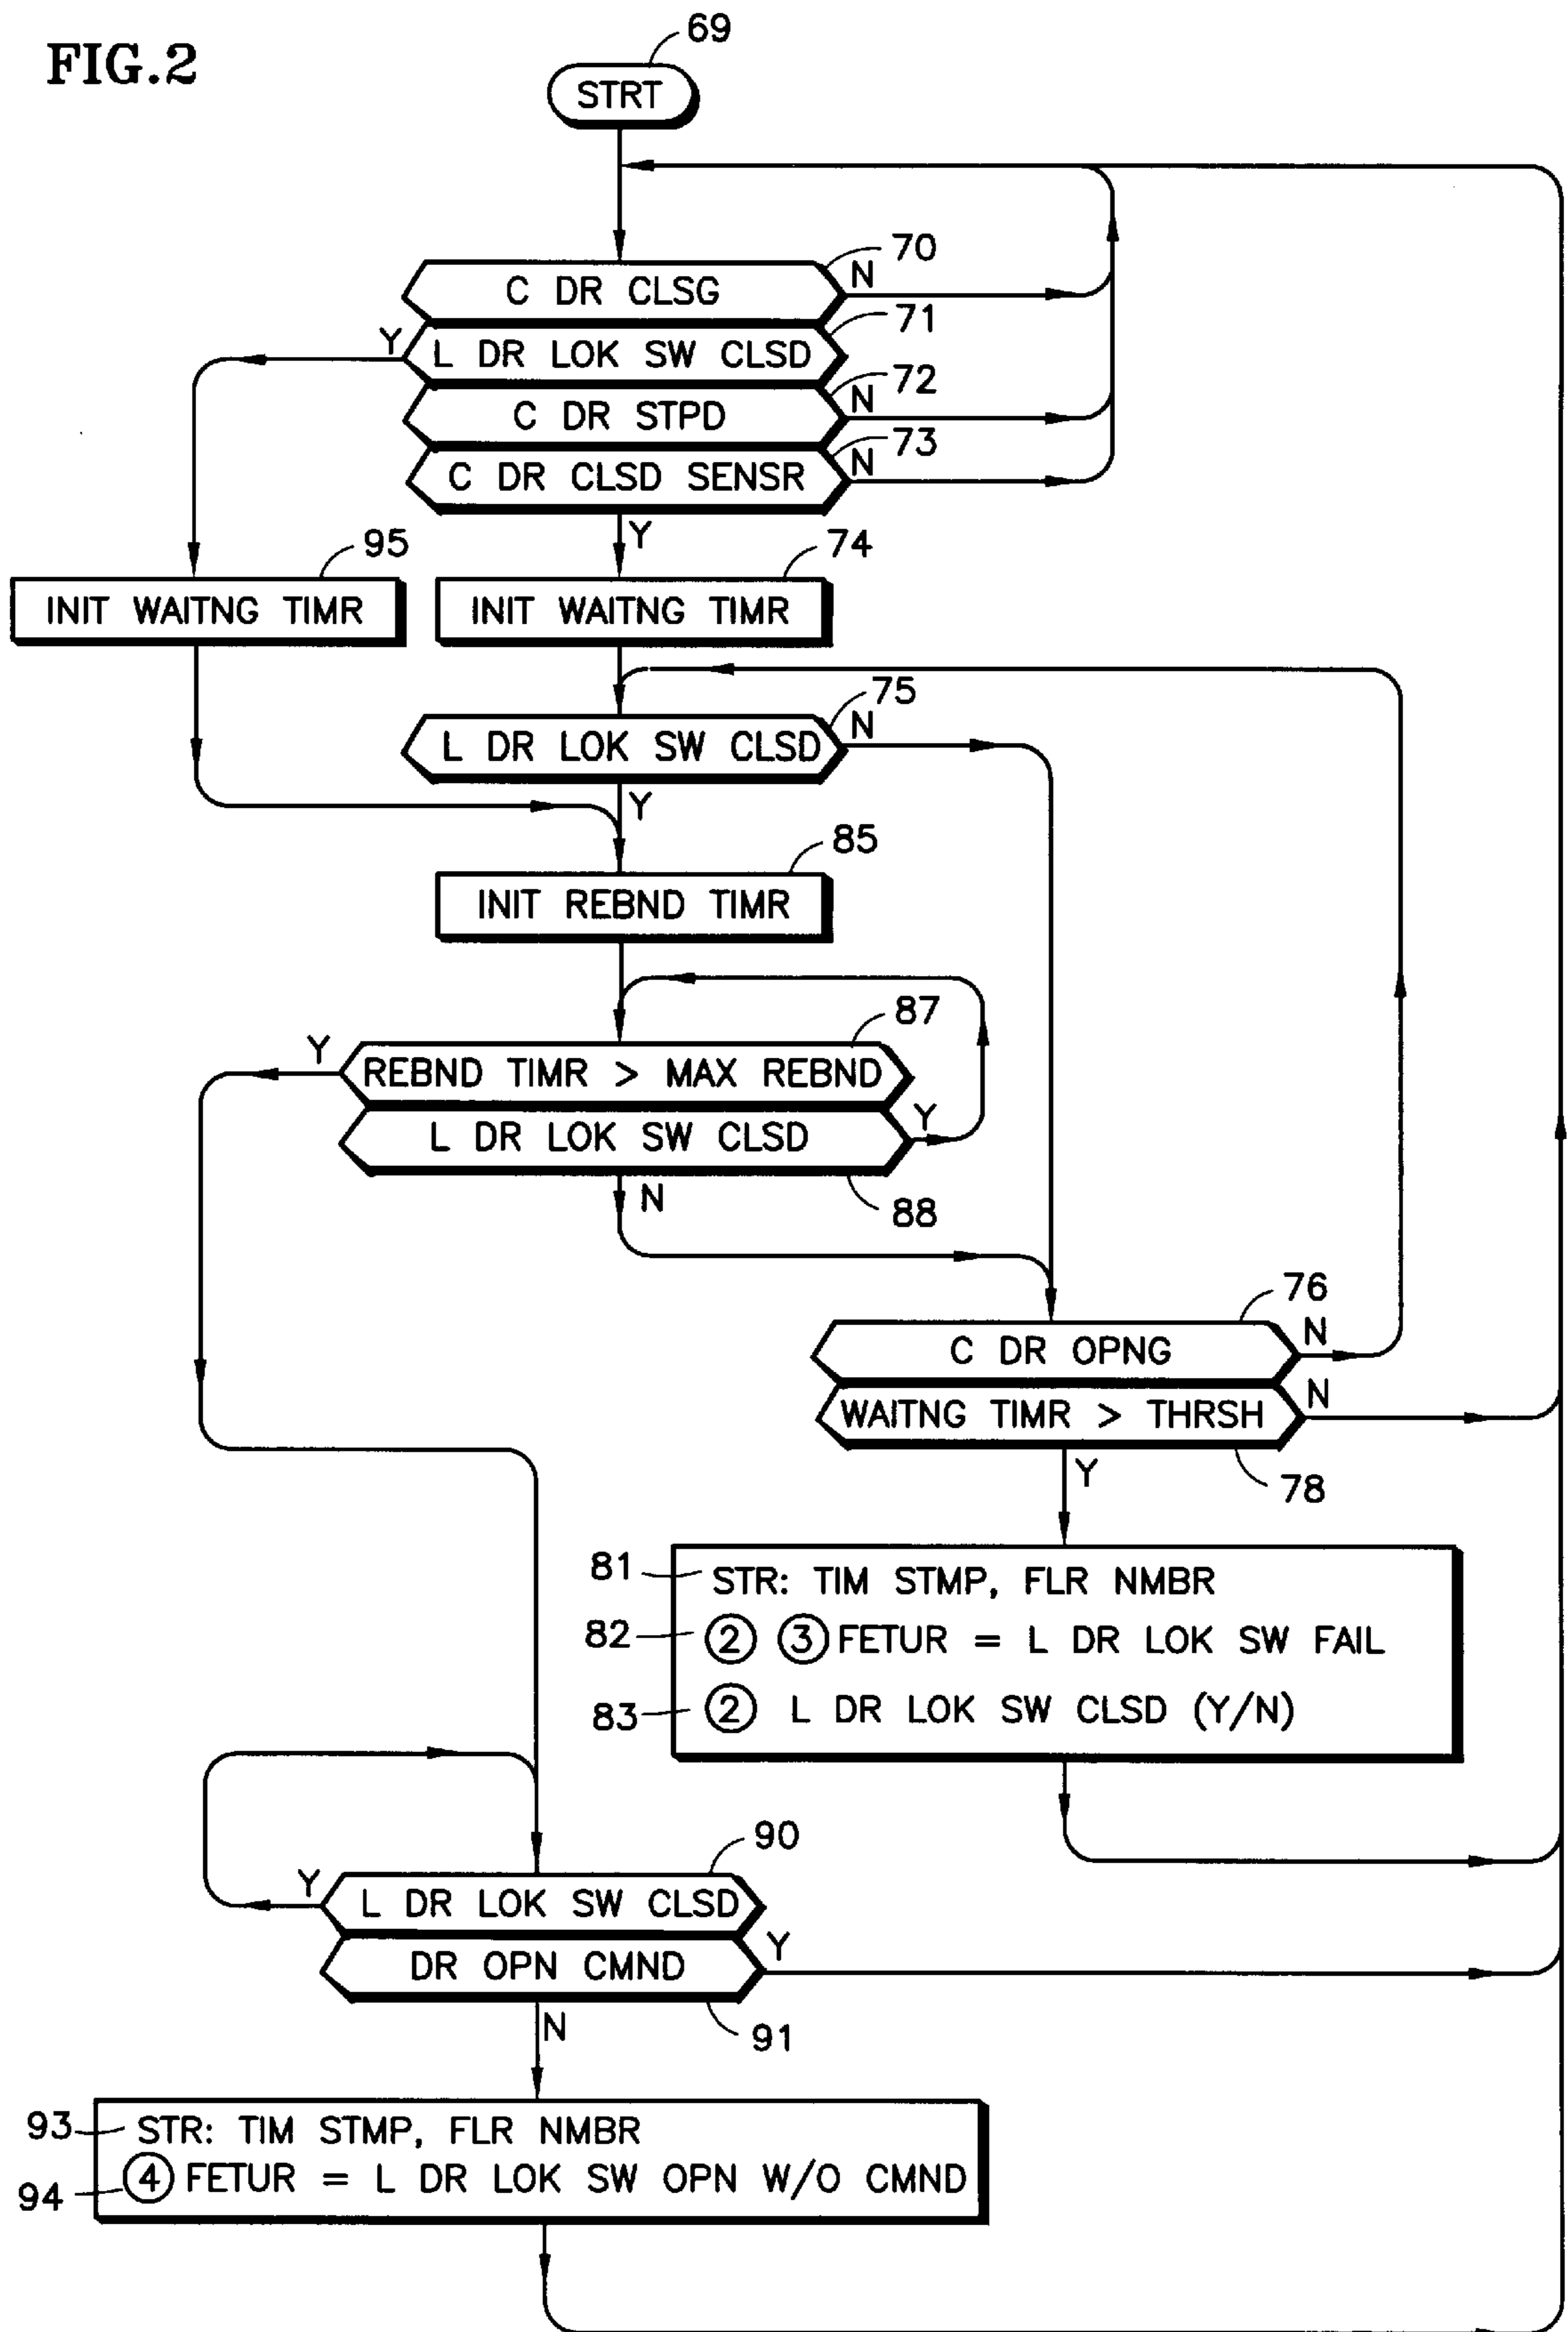 FIG.2
69
STRT
70
C DR CLSG
N
71
Y
L DR LOK SW CLSD
72
C DR STPD
N
73
C DR CLSD SENSR
N
Y
95
74
INIT WAITNG TIMR
INIT WAITNG TIMR
75
L DR LOK SW CLSD
N
Y
85
INIT REBND TIMR
87
Y
REBND TIMR > MAX REBND
L DR LOK SW CLSD
Y
N
88
76
C DR OPNG
N
WAITNG TIMR > THRSH
N
Y
78
81 STR: TIM STMP, FLR NMBR
82 ② ③ FETUR = L DR LOK SW FAIL
83 ② L DR LOK SW CLSD (Y/N)
90
Y
L DR LOK SW CLSD
DR OPN CMND
Y
N
91
93 STR: TIM STMP, FLR NMBR
94 ④ FETUR = L DR LOK SW OPN W/O CMND